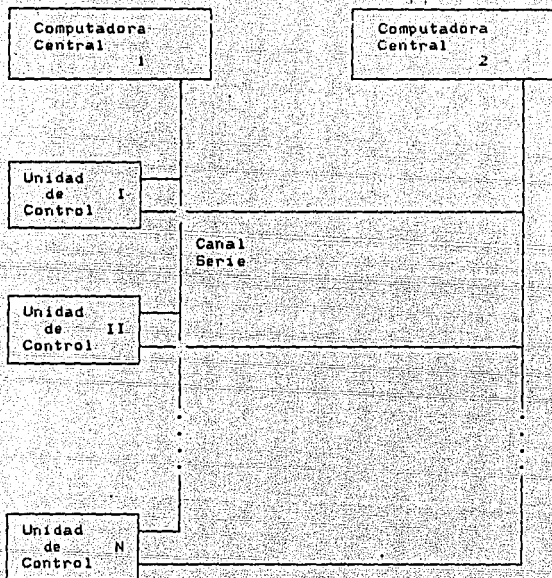 Computadora
Central
1
Computadora
Central
2
Unidad
de I
Control
Canal
Serie
Unidad
de II
Control
Unidad
de N
Control